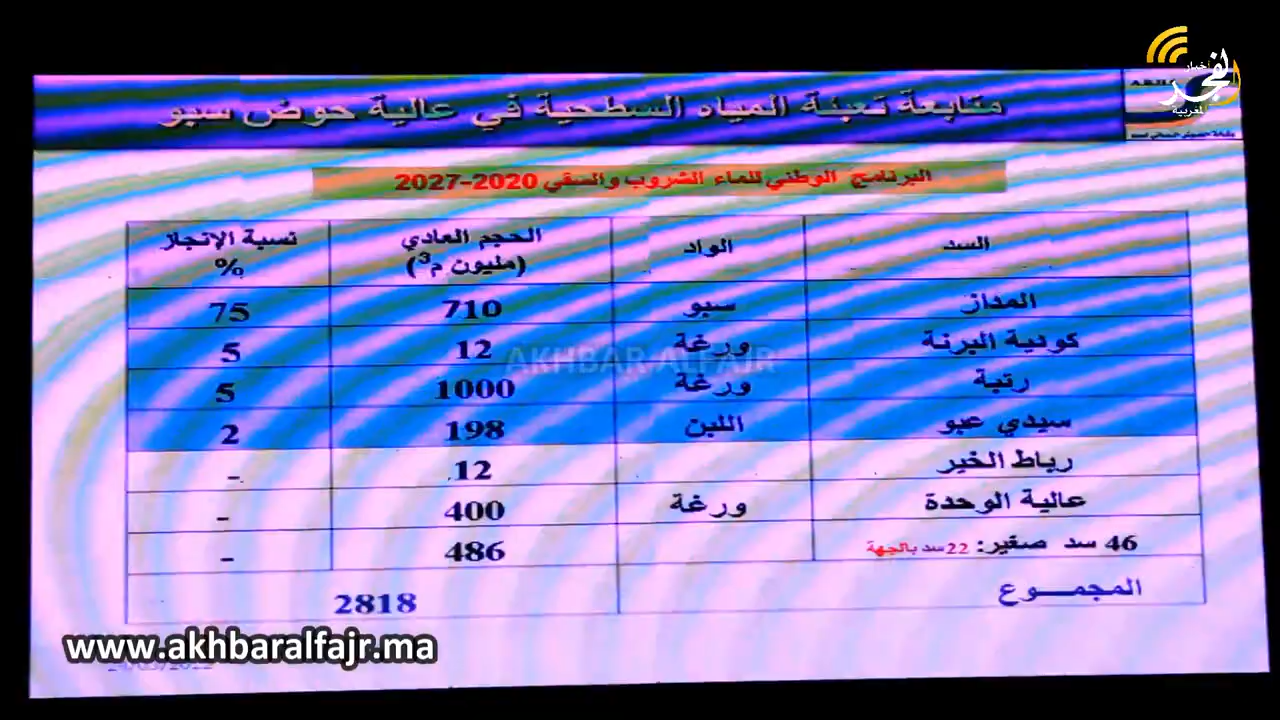 أخبار
الفجر
المغربية
متابعة تعبئة المياه السطحية في عالية حوض سبو
البرنامج الوطني للماء الشروب والسقي 2020-2027
السد الواد الحجم العادي (مليون م3) نسبة الإنجاز %
المداز سبو 710 75
كودية البرنة ورغة 12 5
رتبة ورغة 1000 5
سيدي عبو اللبن 198 2
رباط الخير 12 -
عالية الوحدة ورغة 400 -
46 سد صغير: 22 سد بالجهة 486 -
المجمـــوع 2818
AKHBAR ALFAJR
www.akhbaralfajr.ma